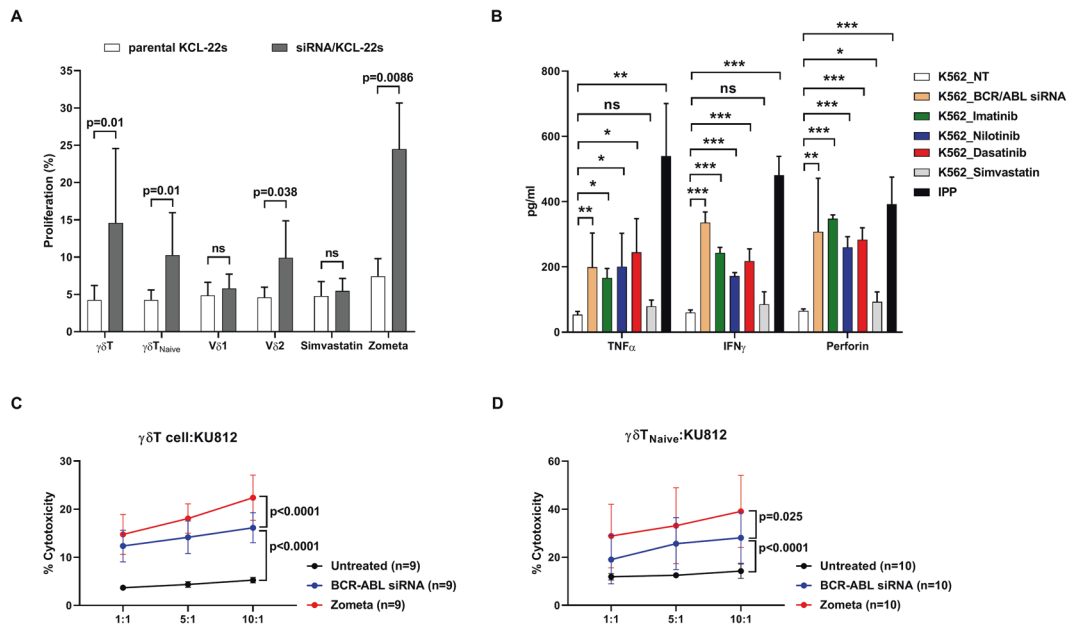 A
parental KCL-22s
siRNA/KCL-22s
Proliferation (%)
35
30
25
20
15
10
5
0
p=0.01
p=0.01
ns
p=0.038
ns
p=0.0086
γδT
γδT_Naive
Vδ1
Vδ2
Simvastatin
Zometa
B
pg/ml
800
600
400
200
0
**
*
*
*
ns
**
***
***
***
***
ns
***
**
***
***
***
*
***
TNFα
IFNγ
Perforin
K562_NT
K562_BCR/ABL siRNA
K562_Imatinib
K562_Nilotinib
K562_Dasatinib
K562_Simvastatin
IPP
C
γδT cell:KU812
% Cytotoxicity
30
20
10
0
1:1
5:1
10:1
p<0.0001
p<0.0001
Untreated (n=9)
BCR-ABL siRNA (n=9)
Zometa (n=9)
D
γδT_Naive:KU812
% Cytotoxicity
60
40
20
0
1:1
5:1
10:1
p=0.025
p<0.0001
Untreated (n=10)
BCR-ABL siRNA (n=10)
Zometa (n=10)